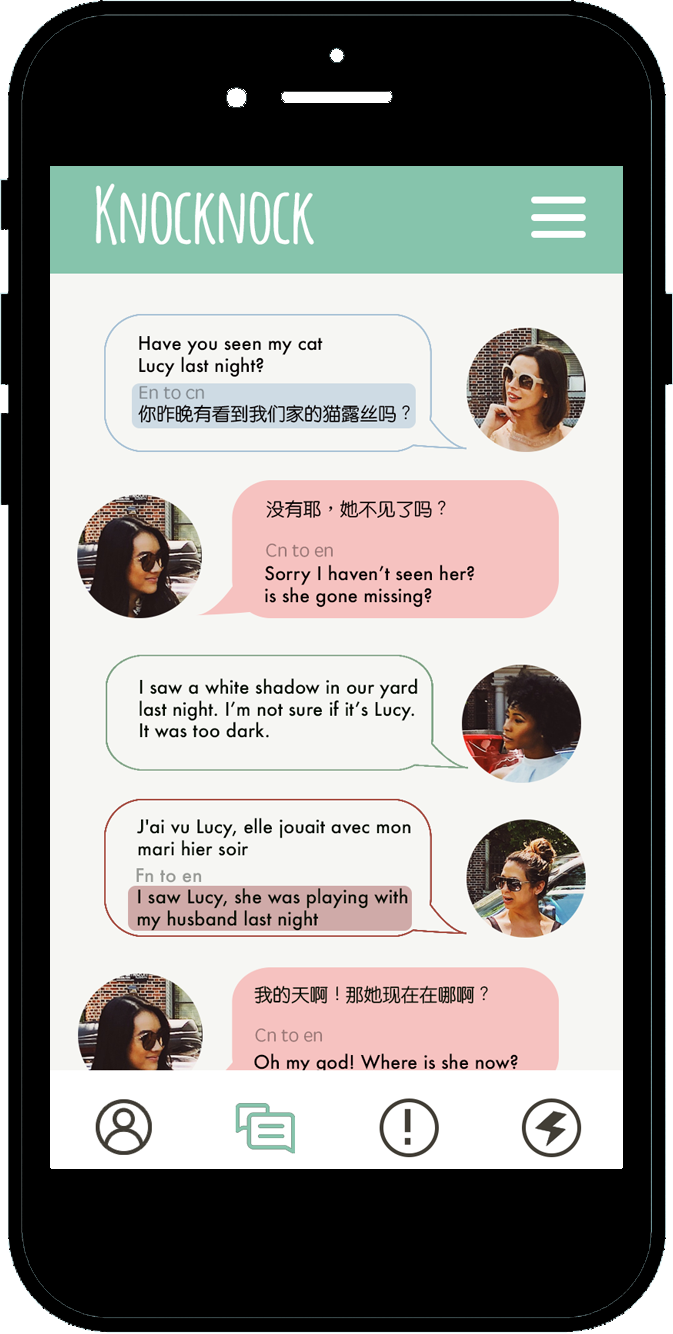 KNOCKNOCK
Have you seen my cat
Lucy last night?
En to cn
你昨晚有看到我们家的猫露丝吗？
没有耶，她不见了吗？
Cn to en
Sorry I haven’t seen her?
is she gone missing?
I saw a white shadow in our yard
last night. I’m not sure if it’s Lucy.
It was too dark.
J'ai vu Lucy, elle jouait avec mon
mari hier soir
Fn to en
I saw Lucy, she was playing with
my husband last night
我的天啊！那她现在在哪啊？
Cn to en
Oh my god! Where is she now?